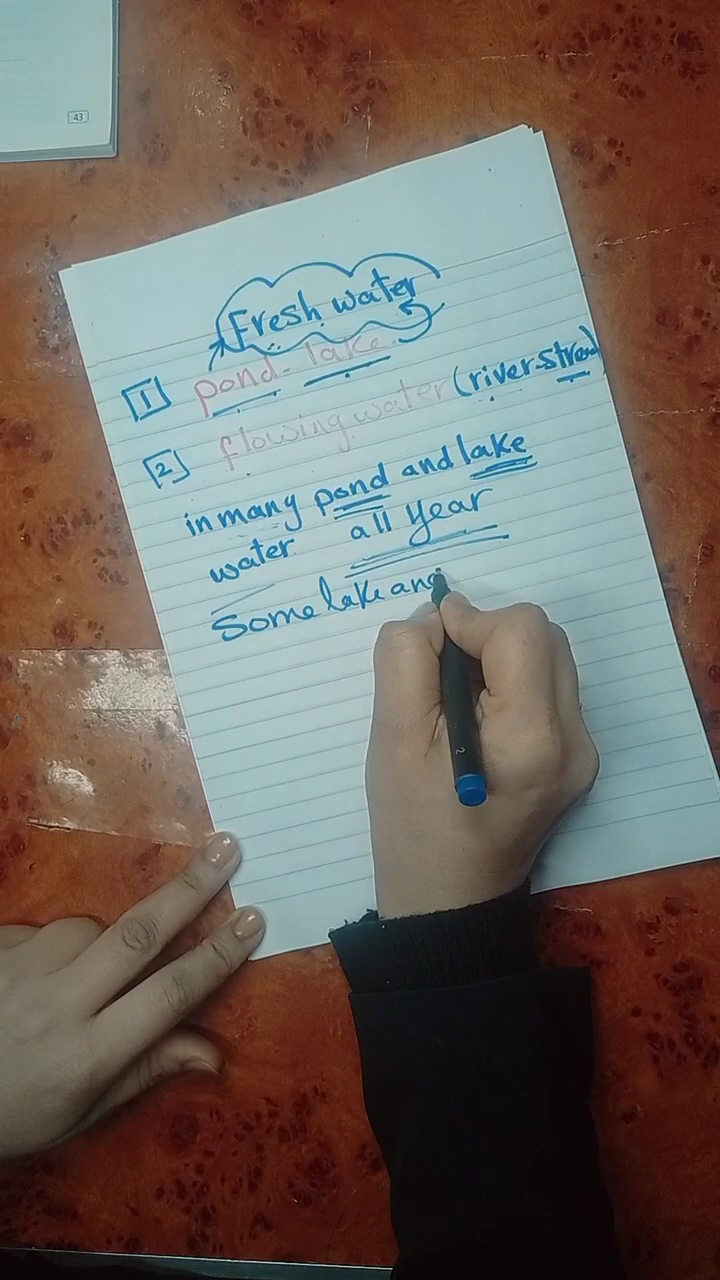 43
Fresh water
1 pond - lake
2 flowing water (river-stream)
in many pond and lake
water all year
Some lake and